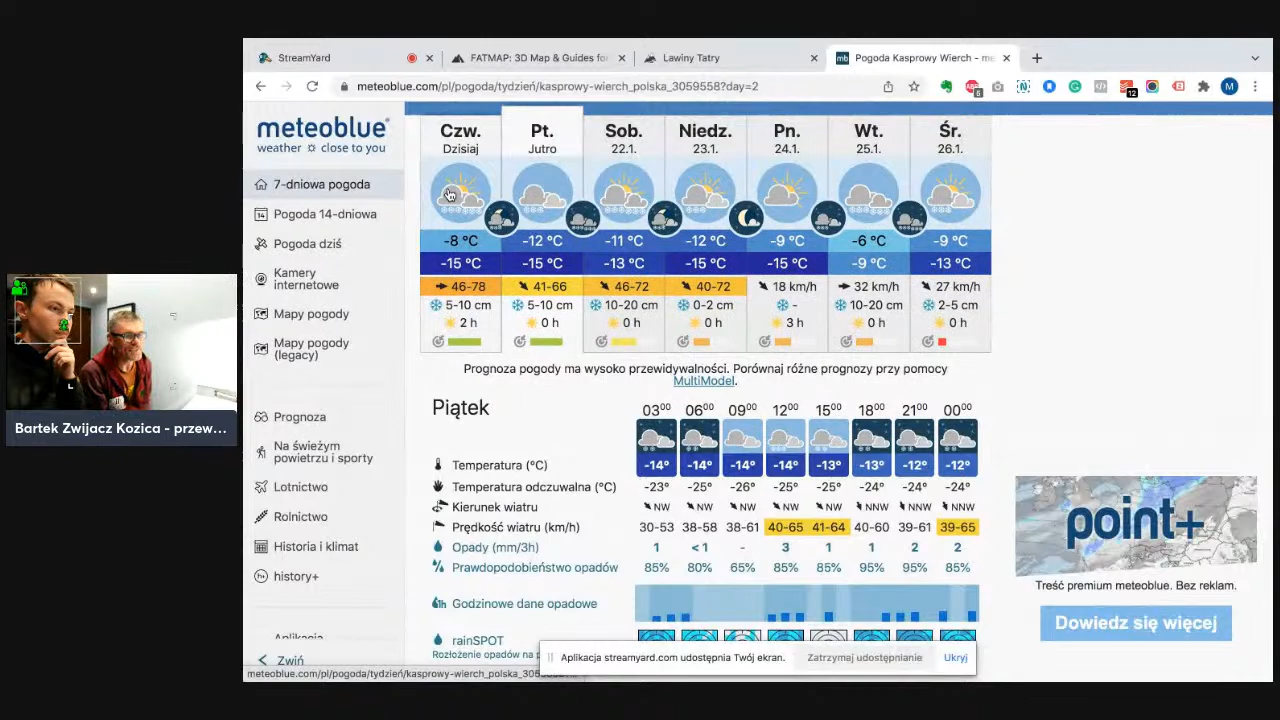 StreamYard
FATMAP: 3D Map & Guides fo
Lawiny Tatry
Pogoda Kasprowy Wierch - me
meteoblue.com/pl/pogoda/tydzień/kasprowy-wierch_polska_3059558?day=2
6
12
M
meteoblue
weather close to you
7-dniowa pogoda
14
Pogoda 14-dniowa
Pogoda dziś
Kamery
internetowe
Mapy pogody
Mapy pogody
(legacy)
Prognoza
Na świeżym
powietrzu i sporty
Lotnictwo
Rolnictwo
Historia i klimat
history+
Aplikacja
Zwiń
Czw. Pt. Sob. Niedz. Pn. Wt. Śr.
Dzisiaj Jutro 22.1. 23.1. 24.1. 25.1. 26.1.
-8 °C -12 °C -11 °C -12 °C -9 °C -6 °C -9 °C
-15 °C -15 °C -13 °C -15 °C -15 °C -9 °C -13 °C
46-78 41-66 46-72 40-72 18 km/h 32 km/h 27 km/h
5-10 cm 5-10 cm 10-20 cm 0-2 cm - 10-20 cm 2-5 cm
2 h 0 h 0 h 0 h 3 h 0 h 0 h
Prognoza pogody ma wysoko przewidywalności. Porównaj różne prognozy przy pomocy
MultiModel.
Piątek
03⁰⁰ 06⁰⁰ 09⁰⁰ 12⁰⁰ 15⁰⁰ 18⁰⁰ 21⁰⁰ 00⁰⁰
Temperatura (°C) -14° -14° -14° -14° -13° -13° -12° -12°
Temperatura odczuwalna (°C) -23° -25° -26° -25° -25° -24° -24° -24°
Kierunek wiatru NW NW NW NW NW NNW NNW NNW
Prędkość wiatru (km/h) 30-53 38-58 38-61 40-65 41-64 40-60 39-61 39-65
Opady (mm/3h) 1 < 1 - 3 1 1 2 2
Prawdopodobieństwo opadów 85% 80% 65% 85% 85% 95% 95% 85%
Godzinowe dane opadowe
rainSPOT
Rozłożenie opadów na p
Aplikacja streamyard.com udostępnia Twój ekran. Zatrzymaj udostępnianie Ukryj
point+
Treść premium meteoblue. Bez reklam.
Dowiedz się więcej
Bartek Zwijacz Kozica - przew...